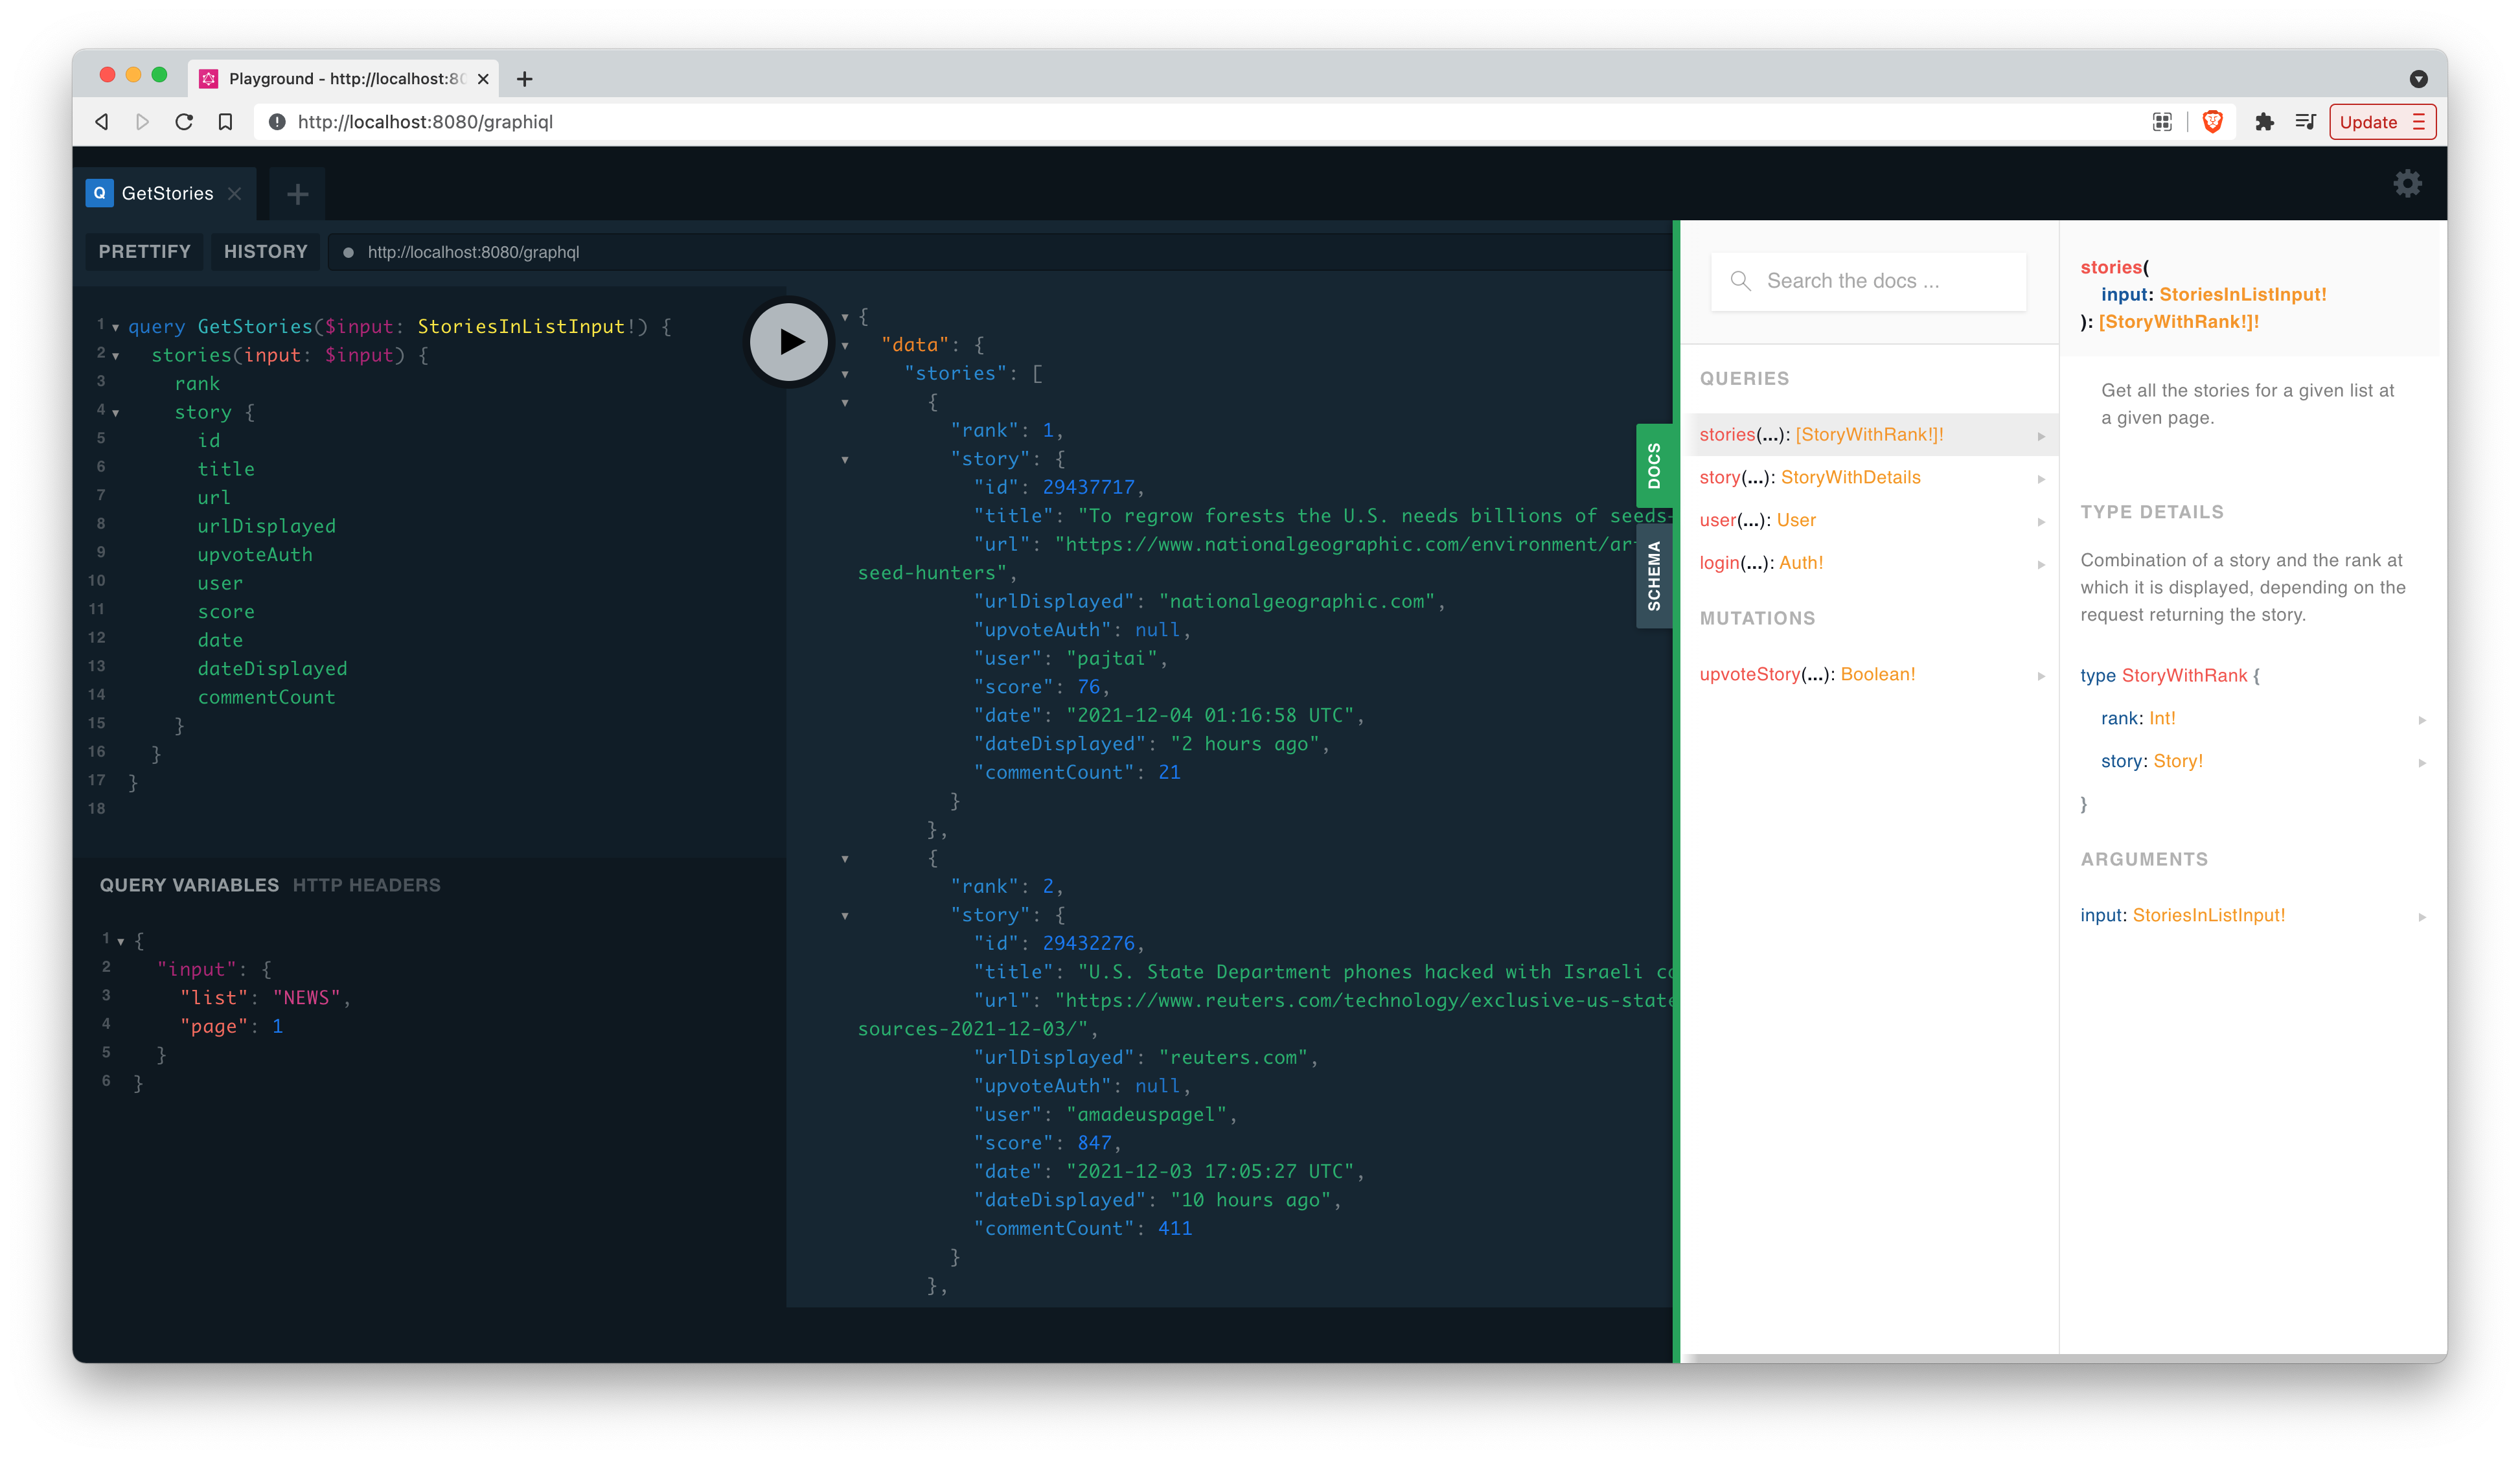 Playground - http://localhost:80
http://localhost:8080/graphiql
Update
Q GetStories
PRETTIFY HISTORY http://localhost:8080/graphql
1 query GetStories($input: StoriesInListInput!) {
2 stories(input: $input) {
3 rank
4 story {
5 id
6 title
7 url
8 urlDisplayed
9 upvoteAuth
10 user
11 score
12 date
13 dateDisplayed
14 commentCount
15 }
16 }
17 }
18
QUERY VARIABLES HTTP HEADERS
1 {
2 "input": {
3 "list": "NEWS",
4 "page": 1
5 }
6 }
{
"data": {
"stories": [
{
"rank": 1,
"story": {
"id": 29437717,
"title": "To regrow forests the U.S. needs billions of seeds-
"url": "https://www.nationalgeographic.com/environment/ar
seed-hunters",
"urlDisplayed": "nationalgeographic.com",
"upvoteAuth": null,
"user": "pajtai",
"score": 76,
"date": "2021-12-04 01:16:58 UTC",
"dateDisplayed": "2 hours ago",
"commentCount": 21
}
},
{
"rank": 2,
"story": {
"id": 29432276,
"title": "U.S. State Department phones hacked with Israeli co
"url": "https://www.reuters.com/technology/exclusive-us-state
sources-2021-12-03/",
"urlDisplayed": "reuters.com",
"upvoteAuth": null,
"user": "amadeuspagel",
"score": 847,
"date": "2021-12-03 17:05:27 UTC",
"dateDisplayed": "10 hours ago",
"commentCount": 411
}
},
DOCS
SCHEMA
Search the docs ...
QUERIES
stories(...): [StoryWithRank!]!
story(...): StoryWithDetails
user(...): User
login(...): Auth!
MUTATIONS
upvoteStory(...): Boolean!
stories(
input: StoriesInListInput!
): [StoryWithRank!]!
Get all the stories for a given list at
a given page.
TYPE DETAILS
Combination of a story and the rank at
which it is displayed, depending on the
request returning the story.
type StoryWithRank {
rank: Int!
story: Story!
}
ARGUMENTS
input: StoriesInListInput!